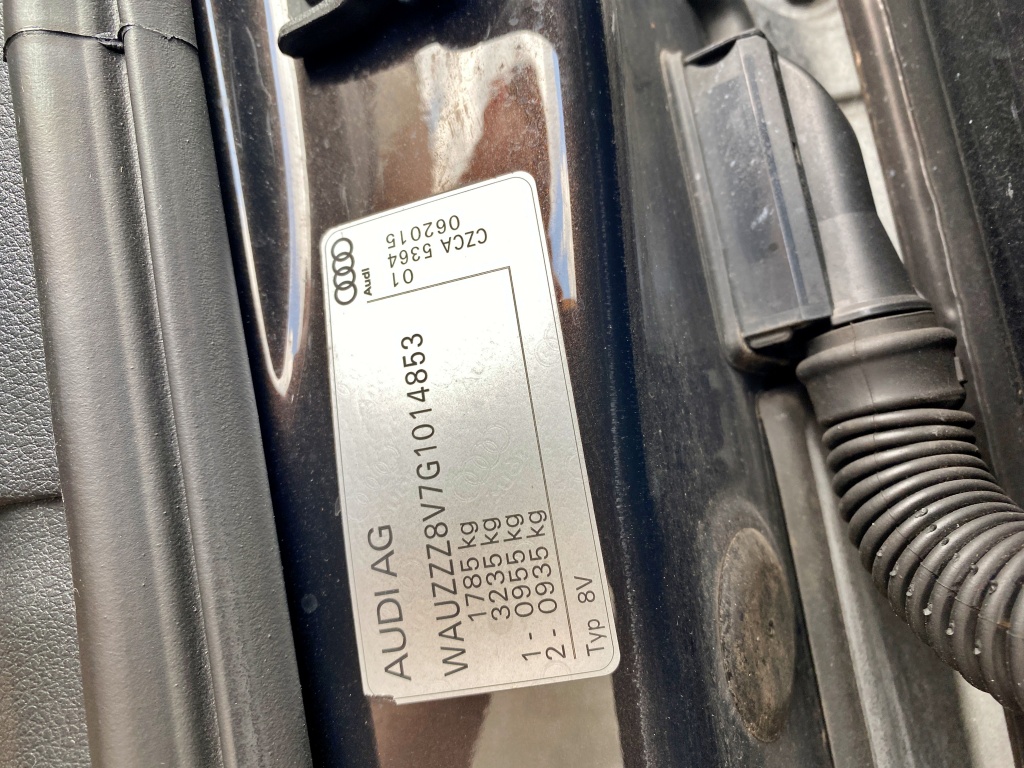 AUDI AG
WAUZZZ8V7G1014853
1785 kg
3235 kg
1 - 0955 kg
2 - 0935 kg
Typ 8V
Audi
01
CZCA 5364
062015